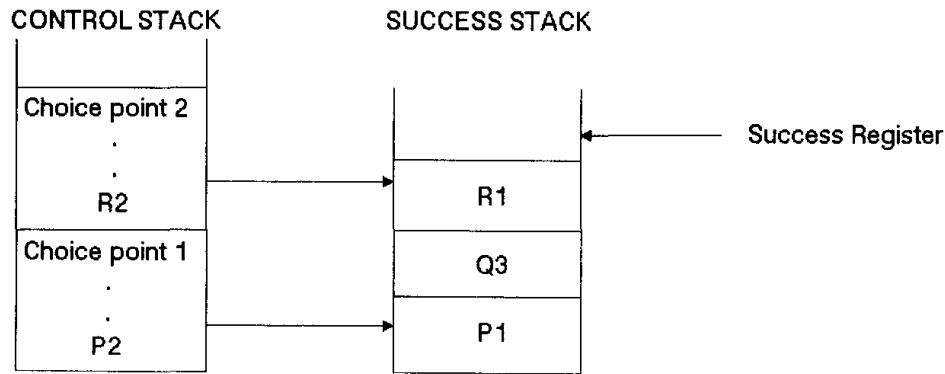 CONTROL STACK
SUCCESS STACK
Choice point 2
.
.
R2
Choice point 1
.
.
P2
R1
Q3
P1
Success Register